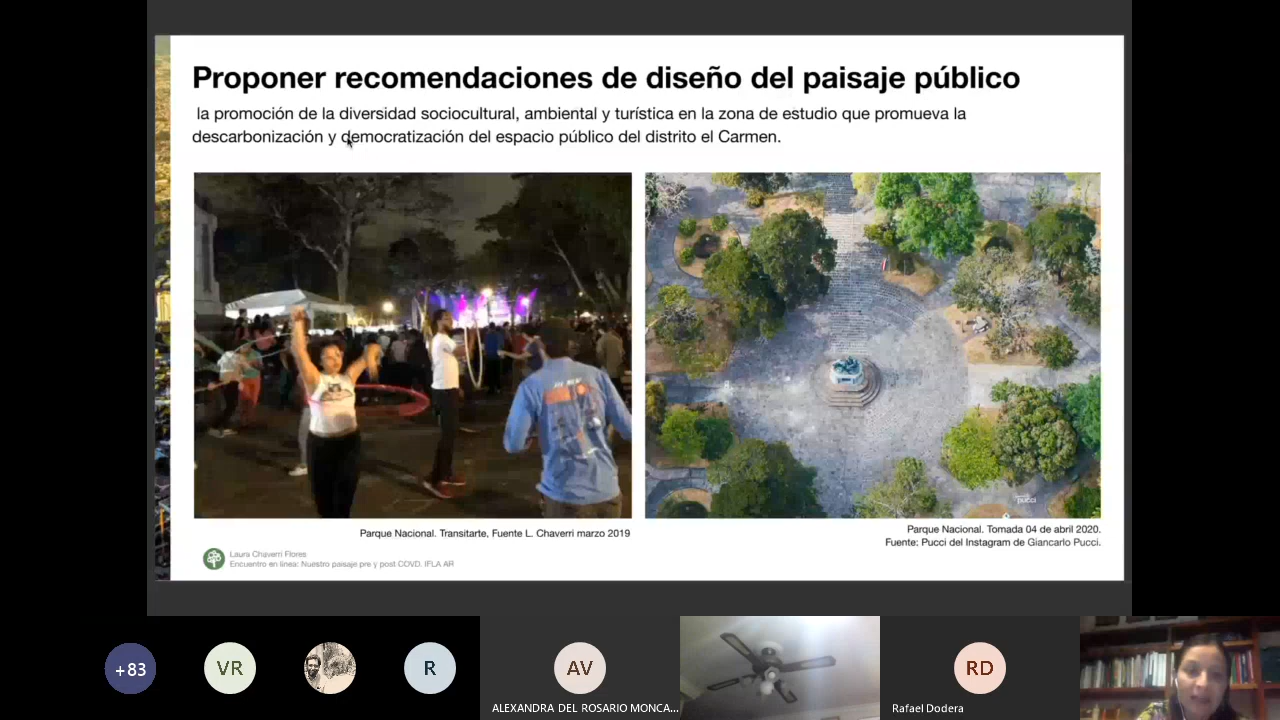 Proponer recomendaciones de diseño del paisaje público
la promoción de la diversidad sociocultural, ambiental y turística en la zona de estudio que promueva la
descarbonización y democratización del espacio público del distrito el Carmen.
pucci
Parque Nacional. Transitarte, Fuente L. Chaverri marzo 2019
Parque Nacional. Tomada 04 de abril 2020.
Fuente: Pucci del Instagram de Giancarlo Pucci.
Laura Chaverri Flores
Encuentro en línea: Nuestro paisaje pre y post COVD. IFLA AR
+83
VR
R
AV
RD
ALEXANDRA DEL ROSARIO MONCA...
Rafael Dodera